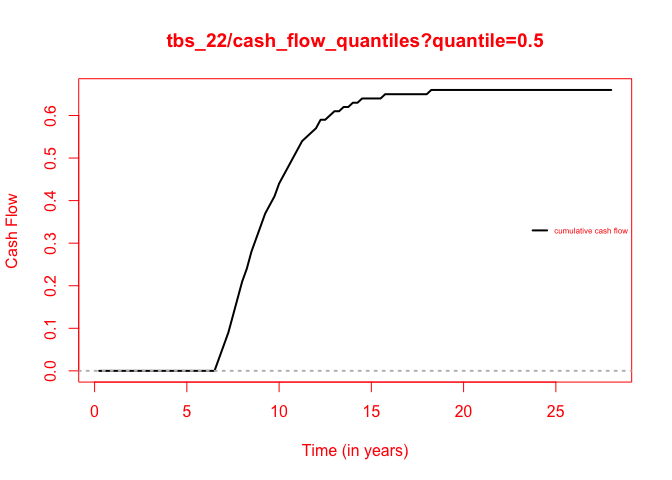 tbs_22/cash_flow_quantiles?quantile=0.5
Cash Flow
0.6
0.5
0.4
0.3
0.2
0.1
0.0
cumulative cash flow
0 5 10 15 20 25
Time (in years)